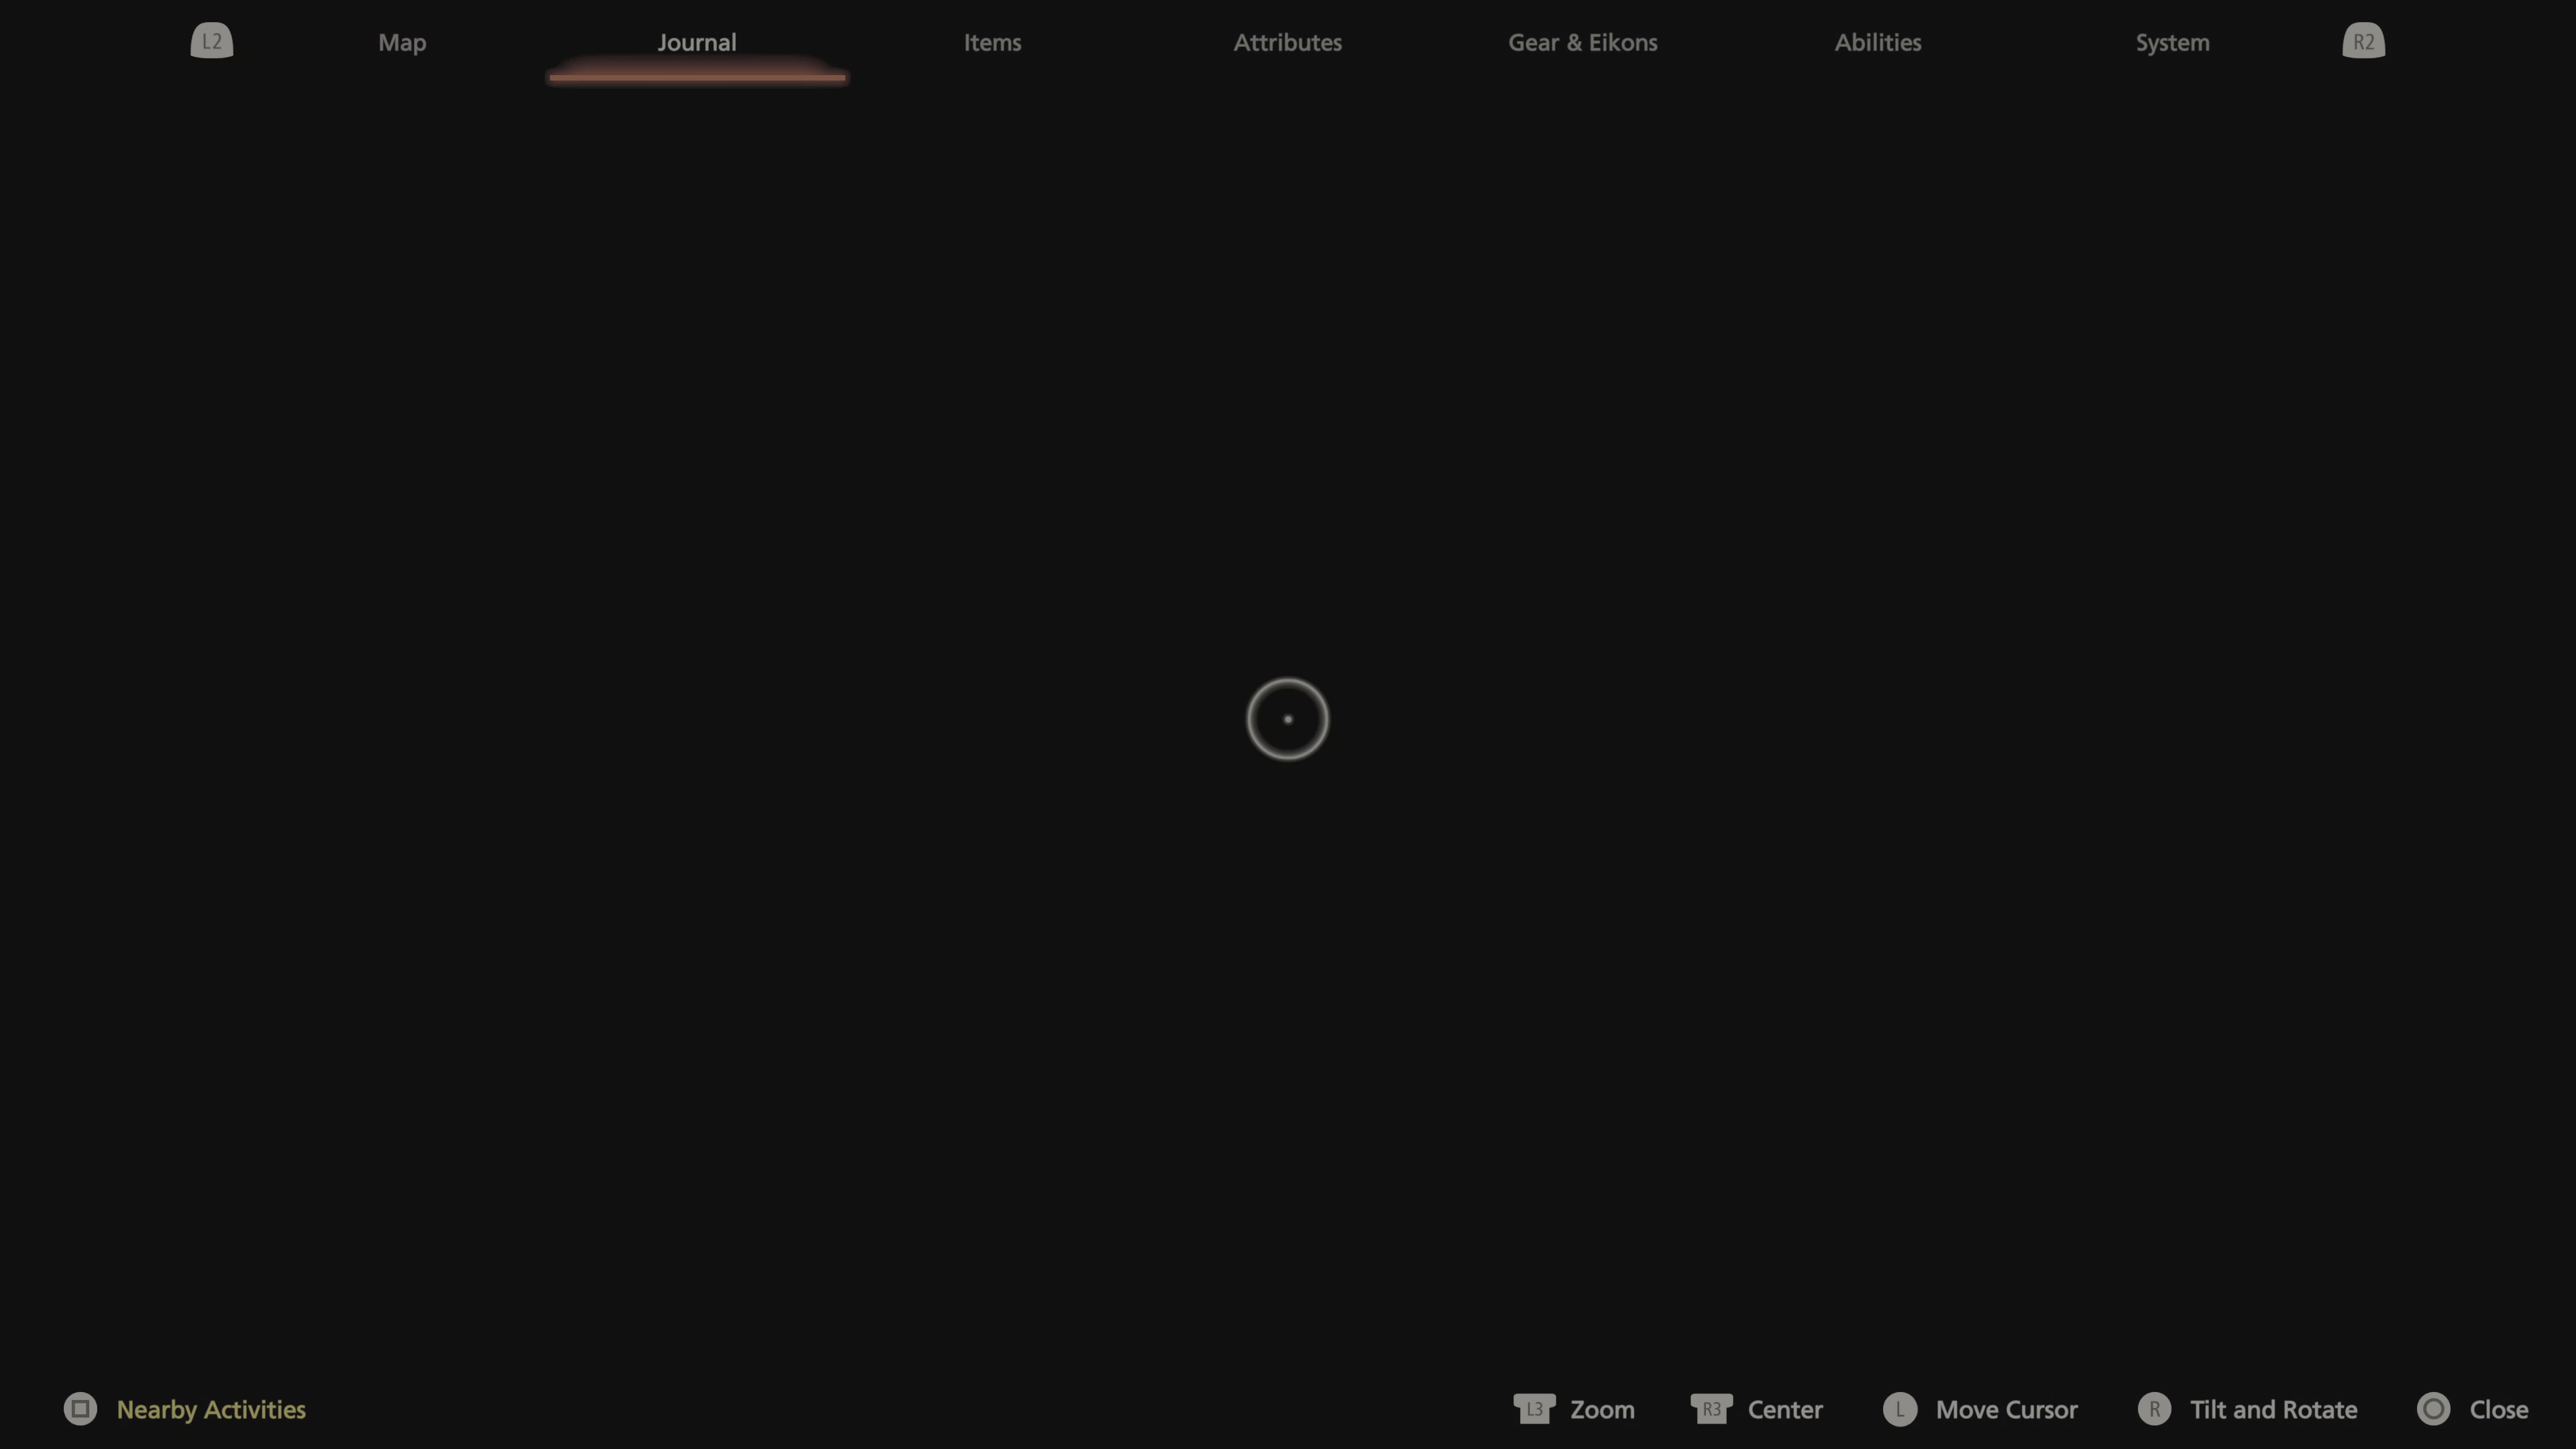 L2 Map Journal Items Attributes Gear & Eikons Abilities System R2
Nearby Activities L3 Zoom R3 Center L Move Cursor R Tilt and Rotate Close